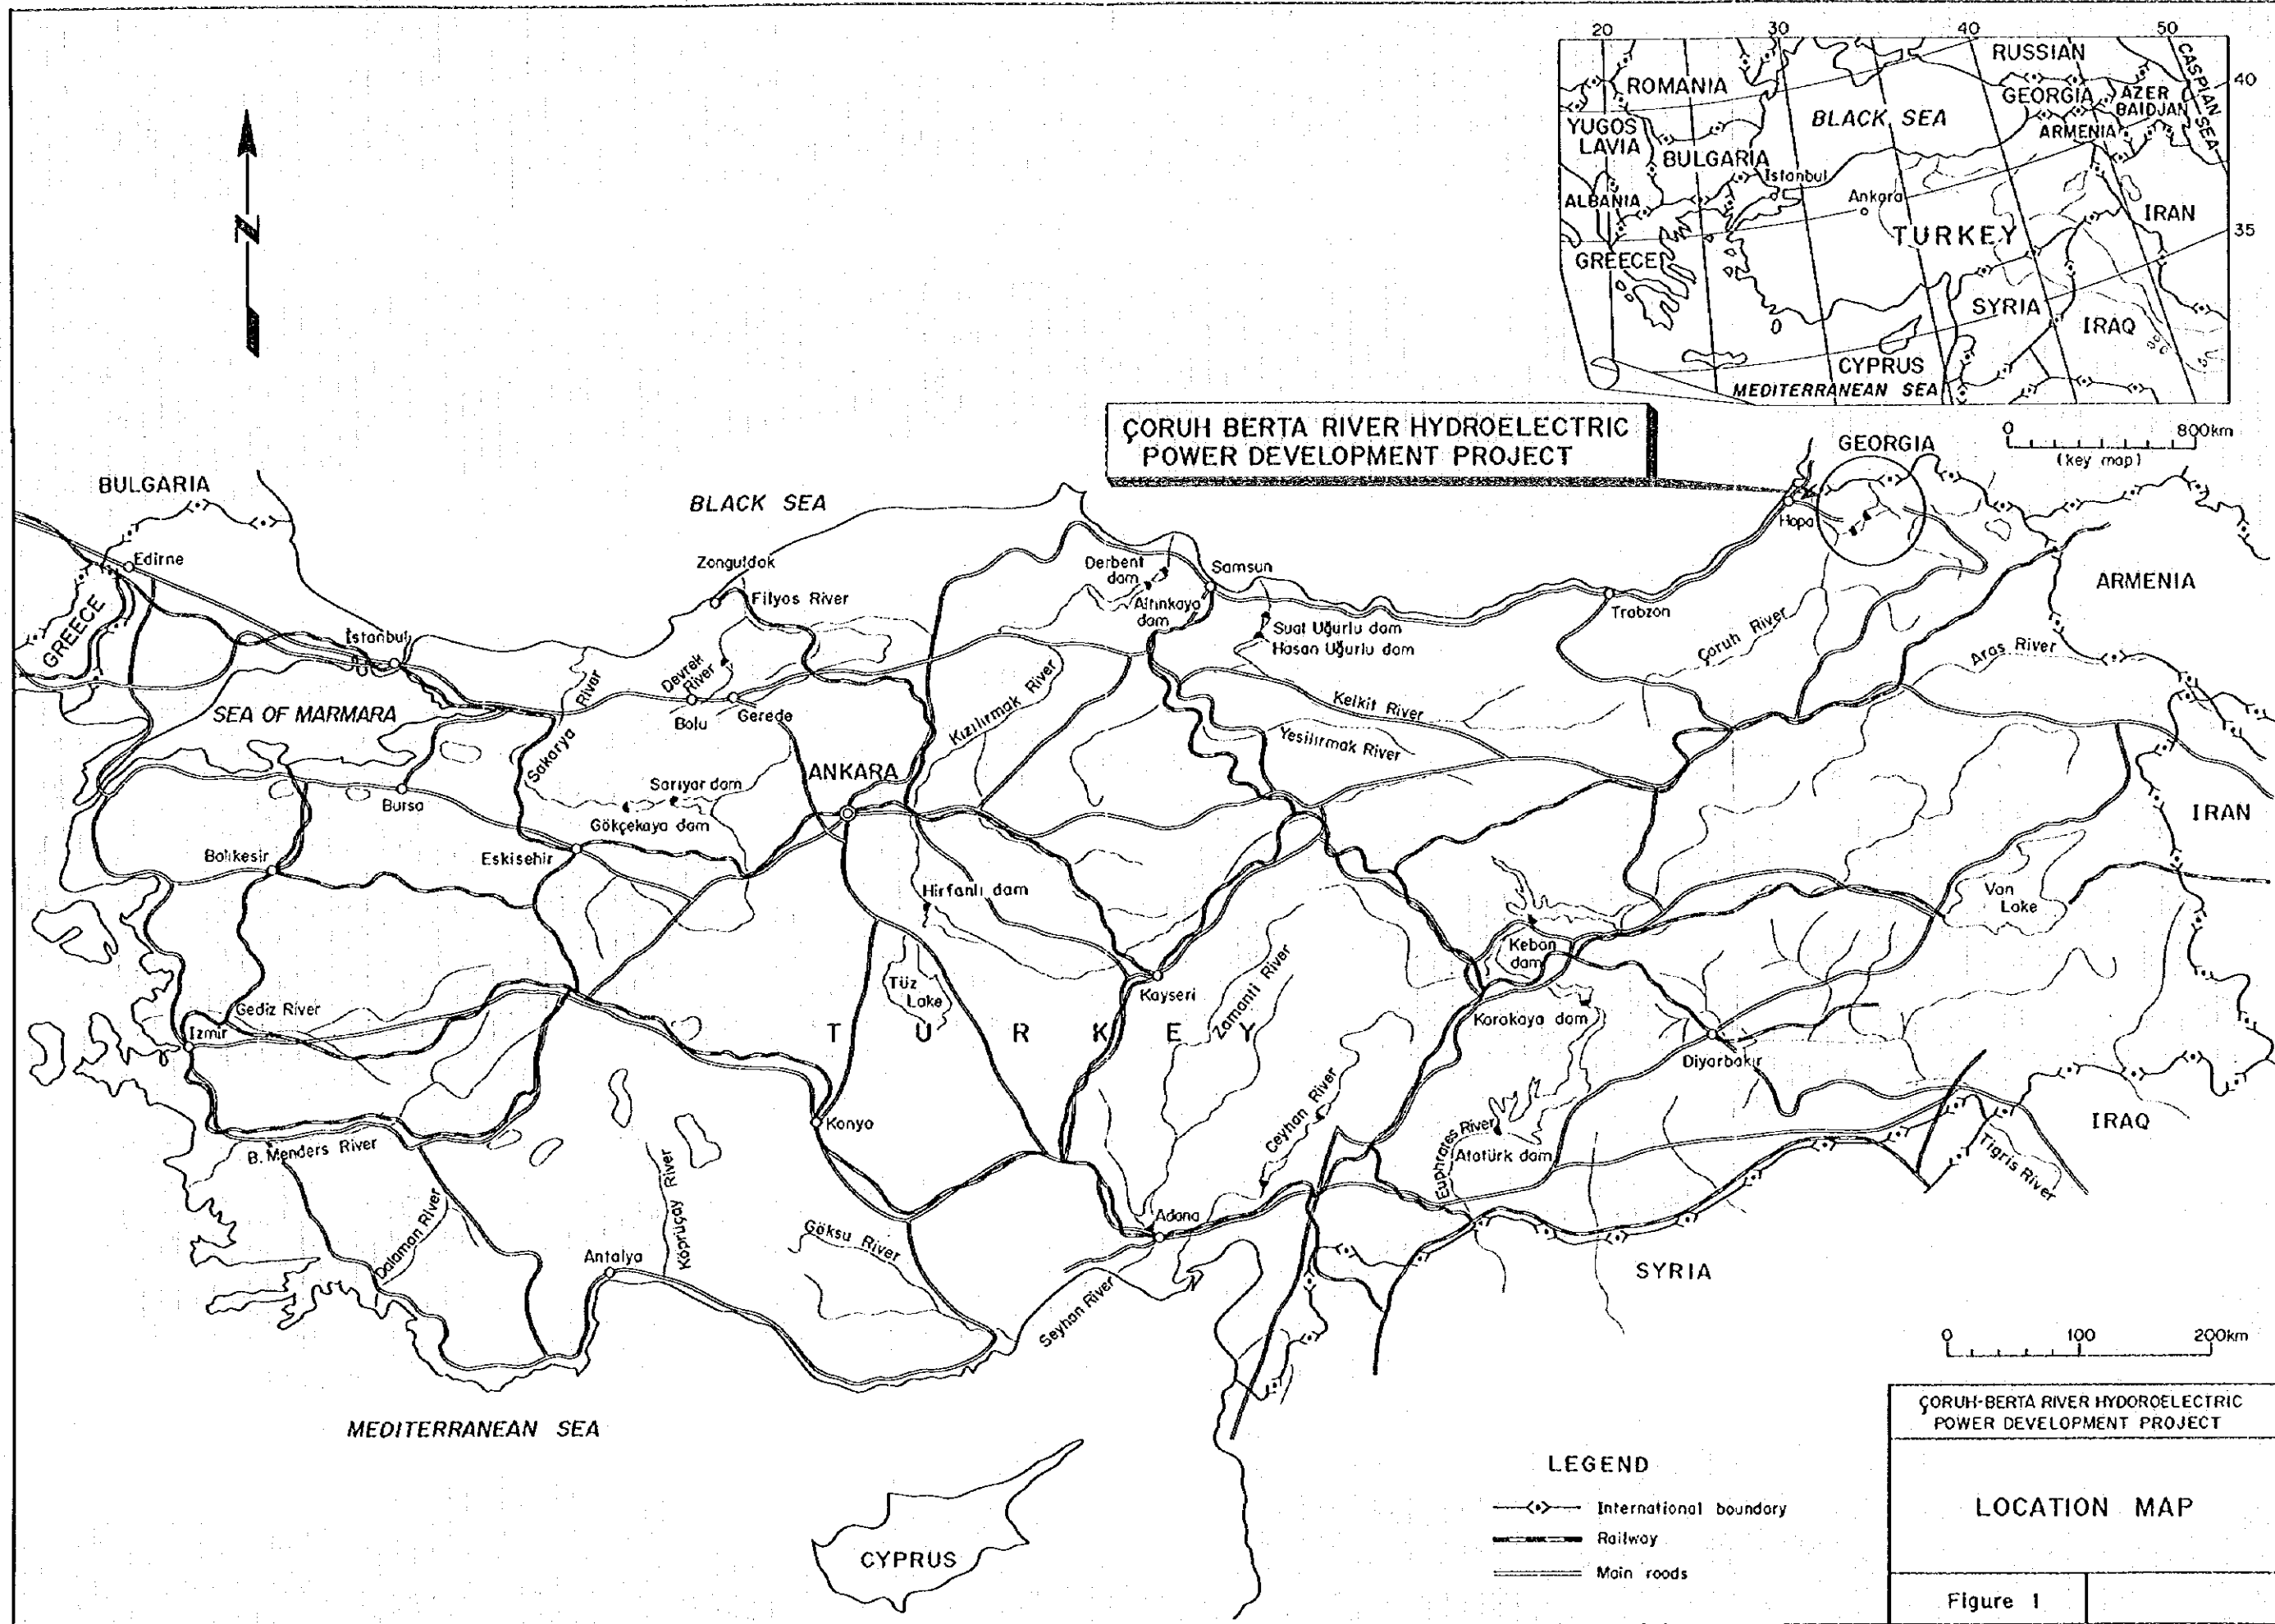 20 30 40 50
RUSSIAN
CASPIAN SEA
ROMANIA
40
GEORGIA
AZER
BAIDJAN
BLACK SEA
YUGOS
LAVIA
ARMENIA
BULGARIA
Istanbul
Ankara
ALBANIA
IRAN
TURKEY
35
GREECE
SYRIA
IRAQ
CYPRUS
MEDITERRANEAN SEA
0 800km
(key map)
N
ÇORUH BERTA RIVER HYDROELECTRIC
POWER DEVELOPMENT PROJECT
GEORGIA
BULGARIA
BLACK SEA
Hopa
Edirne
Zonguldak
Derbent
dam
Samsun
ARMENIA
GREECE
Filyos River
Altınkaya
dam
Trabzon
Suat Uğurlu dam
Hasan Uğurlu dam
İstanbul
Çoruh River
Aras River
Devrek
River
River
SEA OF MARMARA
Bolu
Gerede
Kızılırmak River
Kelkit River
Yesilırmak River
Sakarya
ANKARA
Sarıyar dam
Bursa
Gökçekaya dam
IRAN
Balıkesir
Eskisehir
Hirfanlı dam
Van
Lake
Keban
dam
Tüz
Lake
Kayseri
Zamantı River
Gediz River
Karakaya dam
İzmir
T U R K E Y
Diyarbakır
Konya
Ceyhan River
Euphrates River
Atatürk dam
IRAQ
Tigris River
B. Menders River
Dalaman River
Köpruçay River
Adana
Göksu River
Antalya
Seyhan River
SYRIA
0 100 200km
MEDITERRANEAN SEA
CYPRUS
LEGEND
International boundary
Railway
Main roads
ÇORUH-BERTA RIVER HYDOROELECTRIC
POWER DEVELOPMENT PROJECT
LOCATION MAP
Figure 1